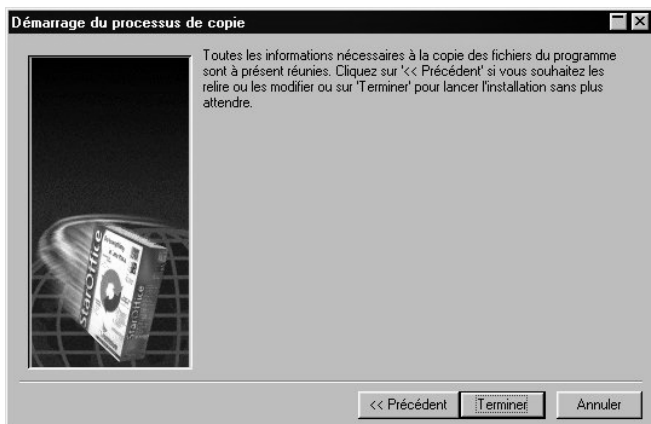 Démarrage du processus de copie
Toutes les informations nécessaires à la copie des fichiers du programme
sont à présent réunies. Cliquez sur '<< Précédent' si vous souhaitez les
relire ou les modifier ou sur 'Terminer' pour lancer l'installation sans plus
attendre.
StarOffice
StarOffice
<< Précédent
Terminer
Annuler